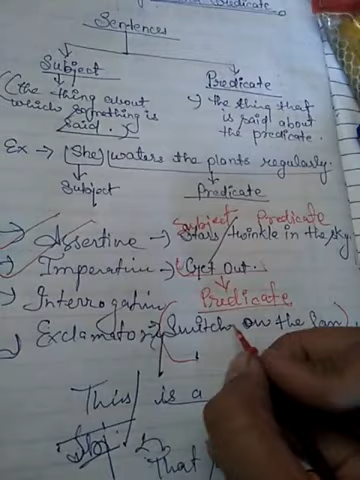 Predicate
Sentences
Subject
Predicate
(the thing about
which something is
said.)
→ the thing that
is said about
the predicate.
Ex → (She) waters the plants regularly.
Subject
Predicate
Subject Predicate
→ Assertive → Stars twinkle in the sky
→ Imperative → Get Out.
Predicate
→ Interrogative
→ Exclamatory → (Switch on the fan)
This is a
That